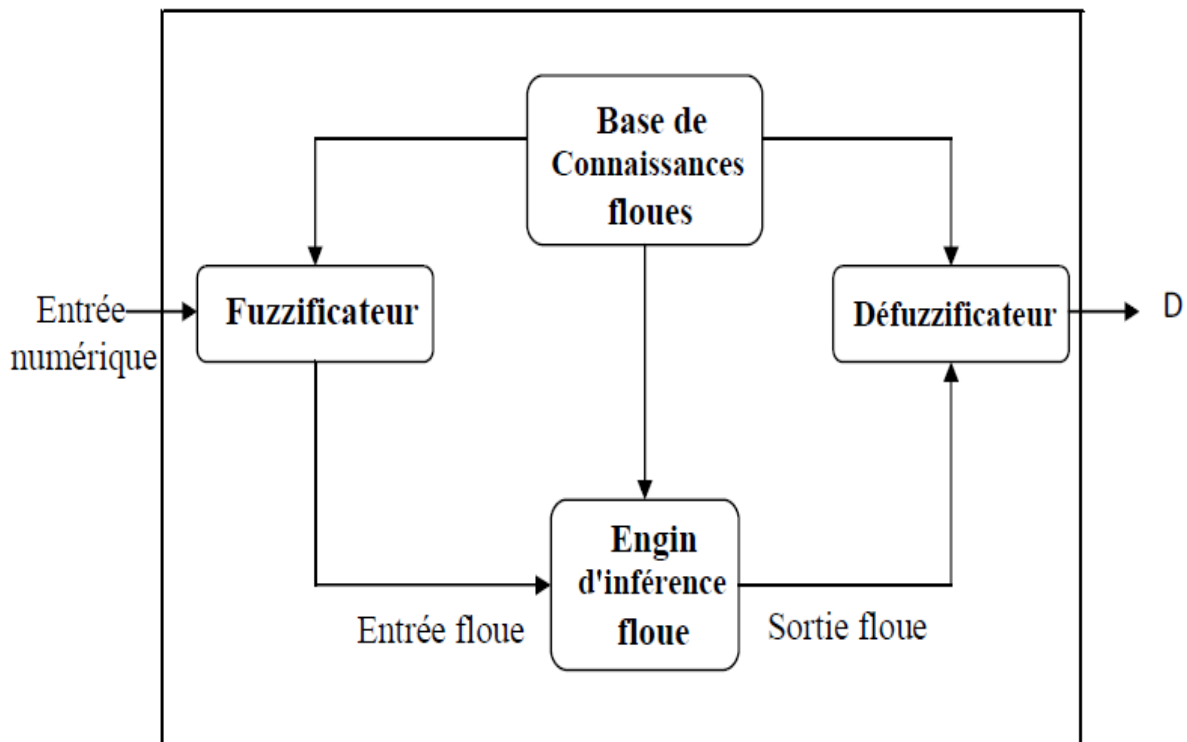 Base de
Connaissances
floues
Entrée
numérique
Fuzzificateur
Défuzzificateur
D
Engin
d'inférence
floue
Entrée floue
Sortie floue